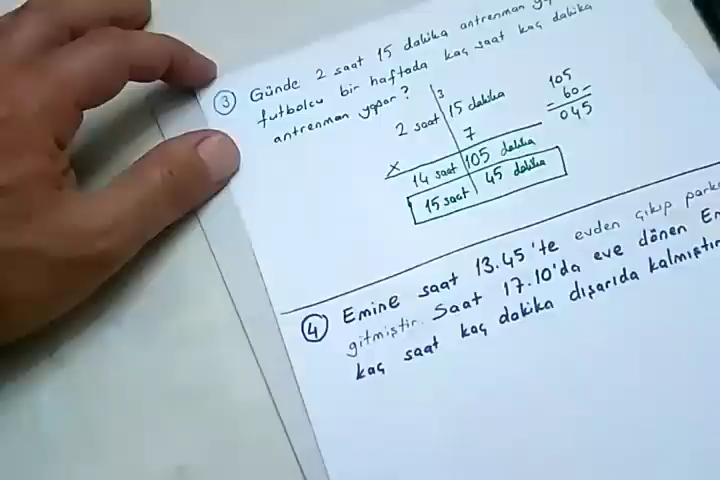 3 Günde 2 saat 15 dakika antrenman
futbolcu bir haftada kaç saat kaç dakika
antrenman yapar?
3
2 saat 15 dakika
7
x
14 saat 105 dakika
15 saat 45 dakika
105
60 -
= 045
4 Emine saat 13.45'te evden çıkıp
gitmiştir. Saat 17.10'da eve dönen
kaç saat kaç dakika dışarıda